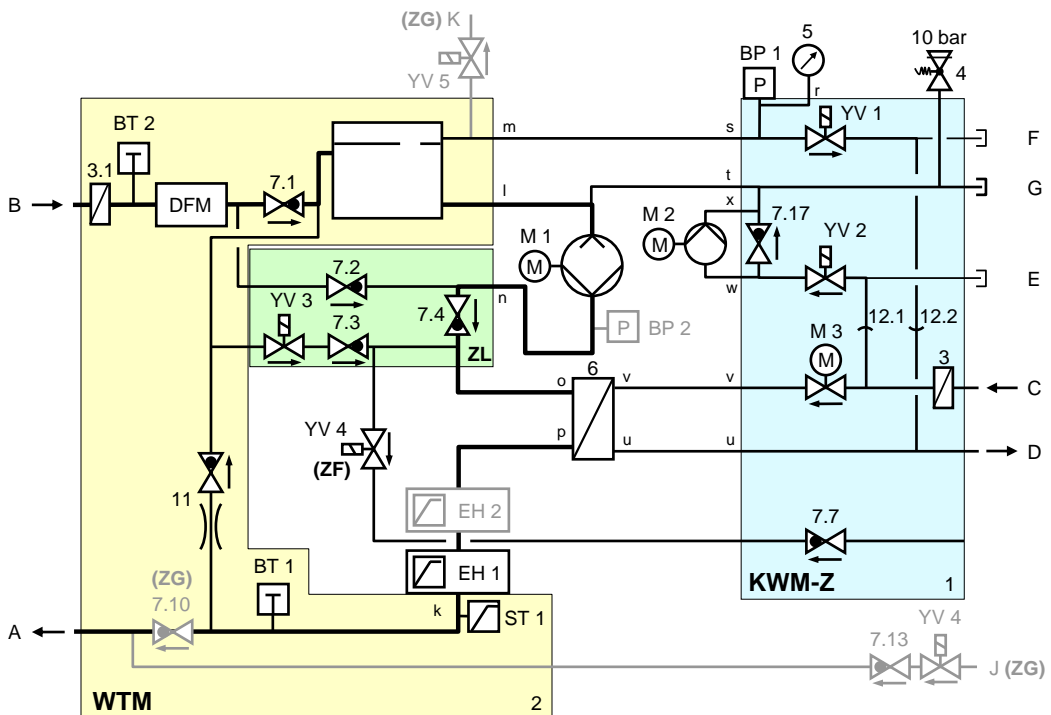 (ZG) K
YV 5
5
10 bar
BP 1
P
4
r
YV 1
BT 2
3.1
B
DFM
7.1
m
s
F
l
t
G
x
M 2
M
7.17
YV 2
M 1
M
7.2
n
w
E
YV 3
7.4
7.3
ZL
P
BP 2
12.1
12.2
M 3
M
3
o
6
v
v
C
p
u
u
D
YV 4
(ZF)
11
EH 2
7.7
BT 1
EH 1
KWM-Z
1
(ZG)
7.10
k
ST 1
A
YV 4
7.13
J (ZG)
WTM
2